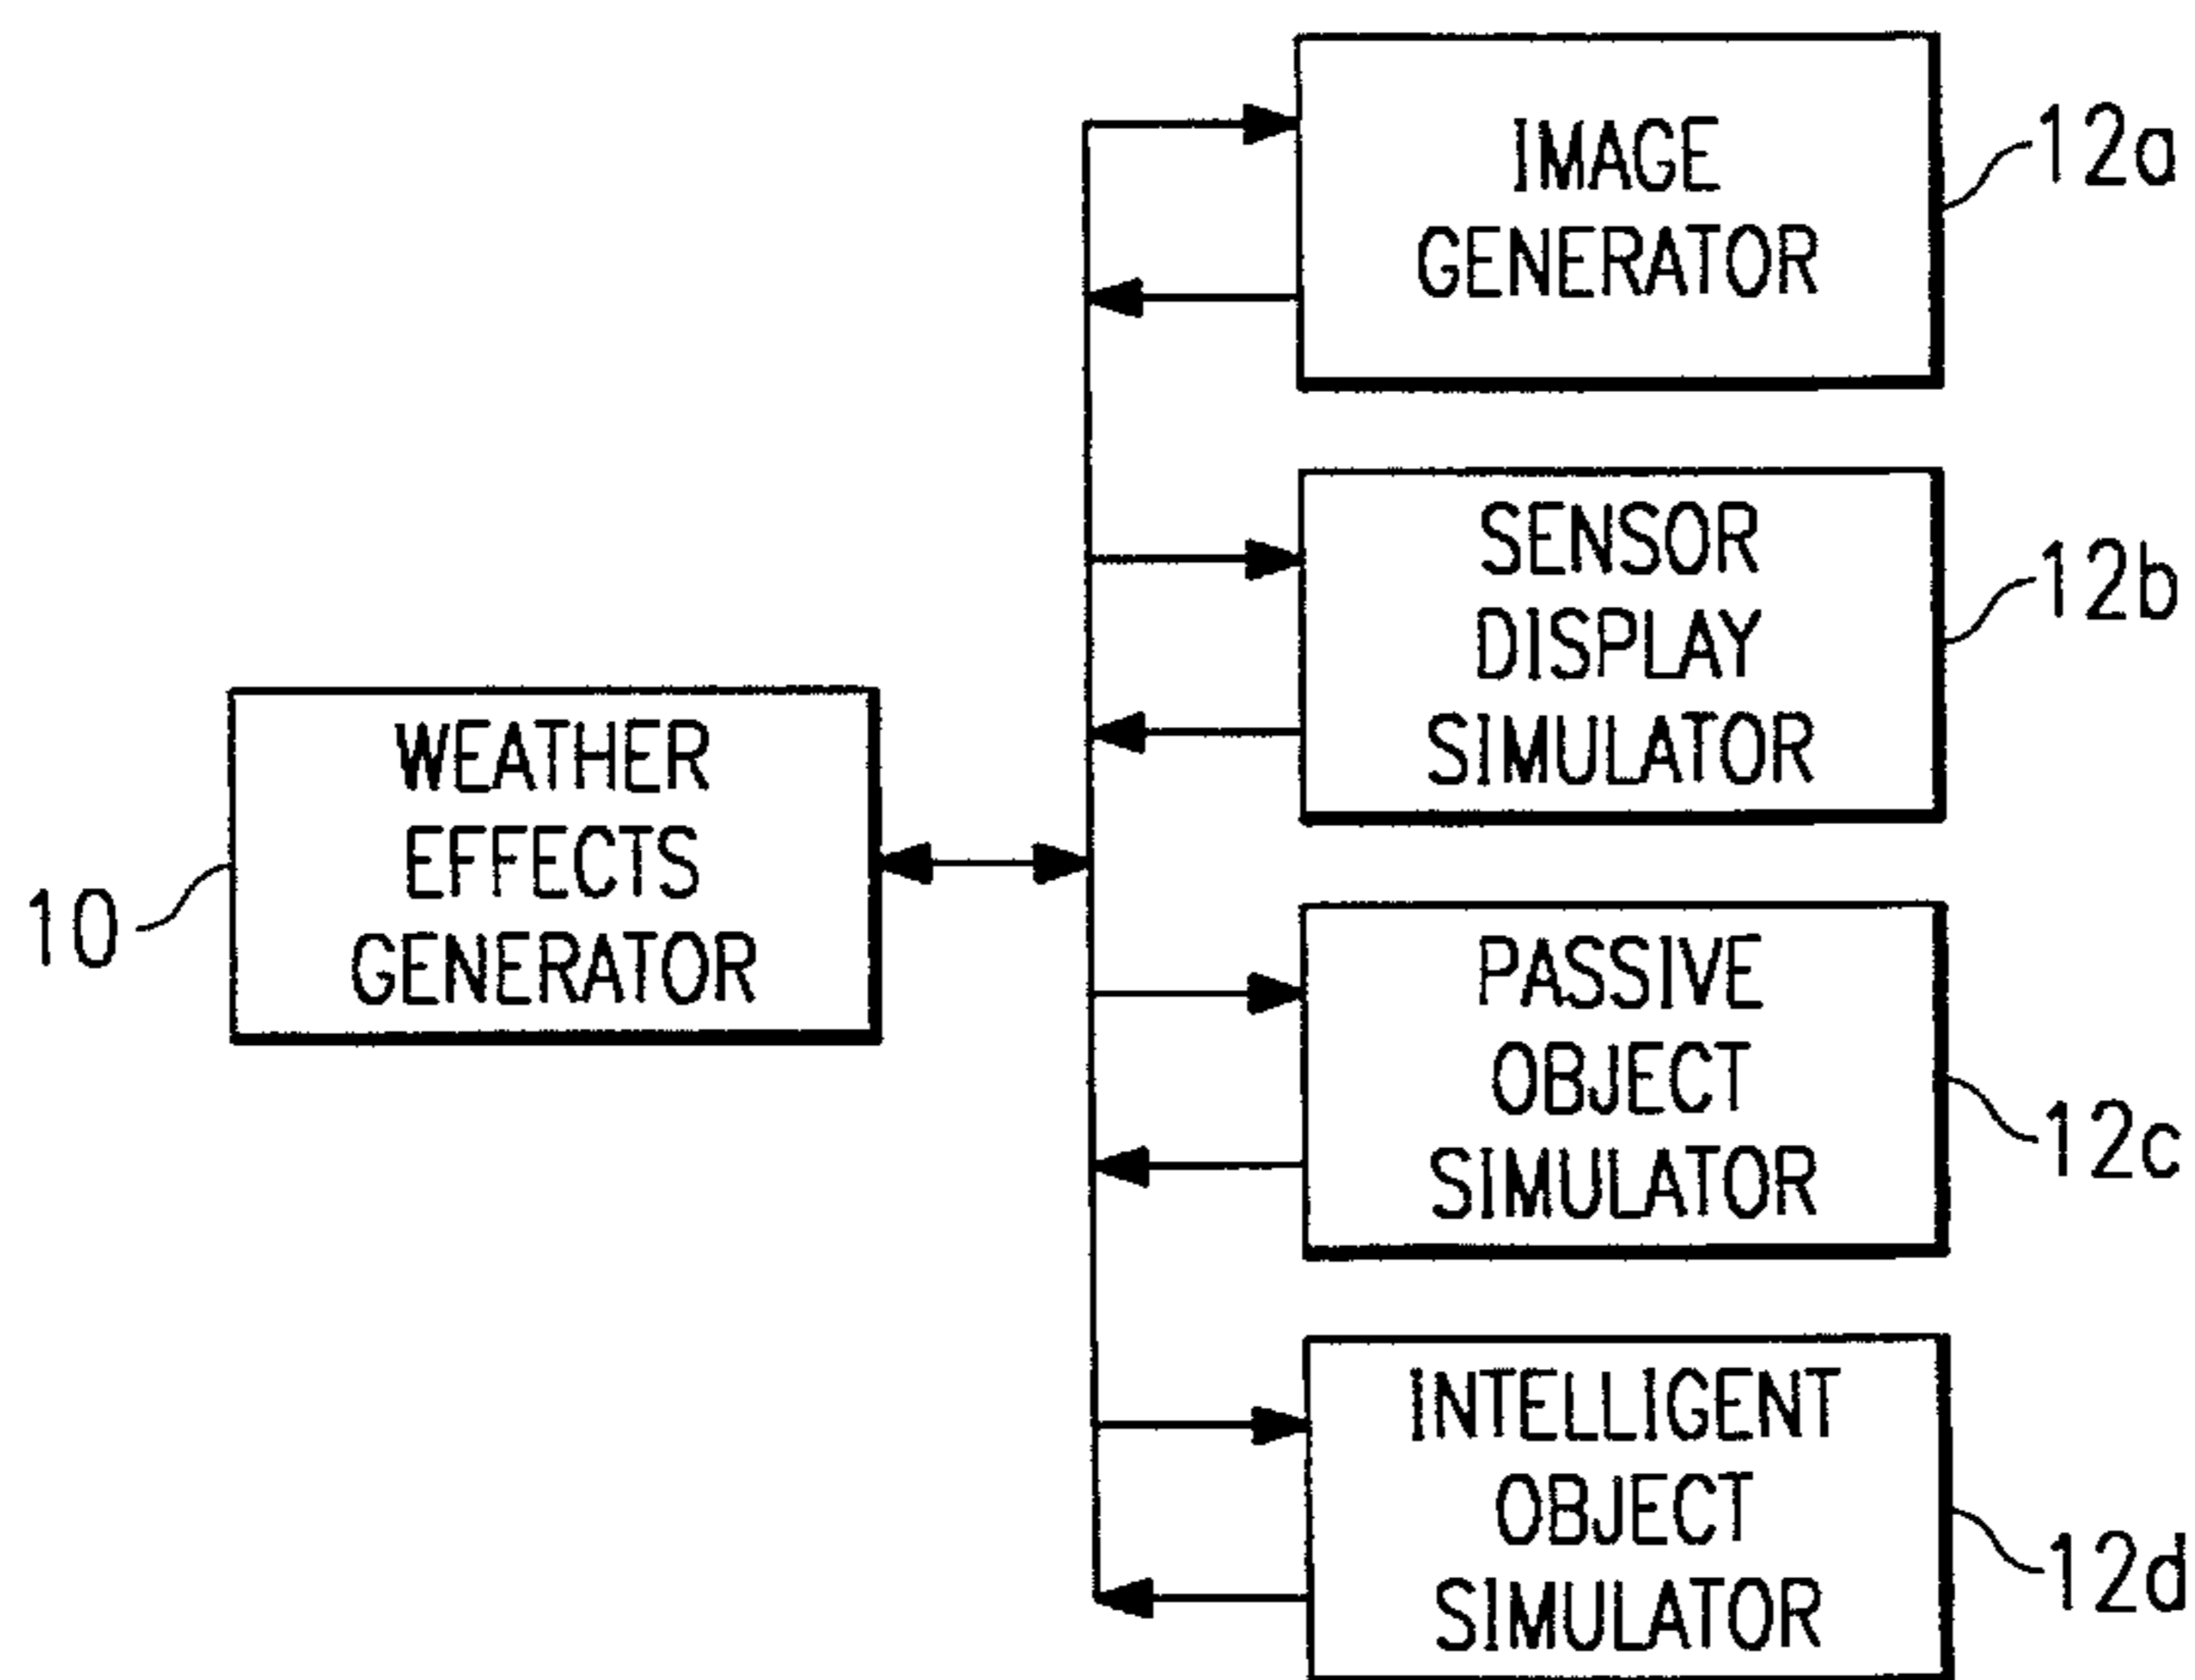 IMAGE
GENERATOR
12a
SENSOR
DISPLAY
SIMULATOR
12b
WEATHER
EFFECTS
GENERATOR
10
PASSIVE
OBJECT
SIMULATOR
12c
INTELLIGENT
OBJECT
SIMULATOR
12d